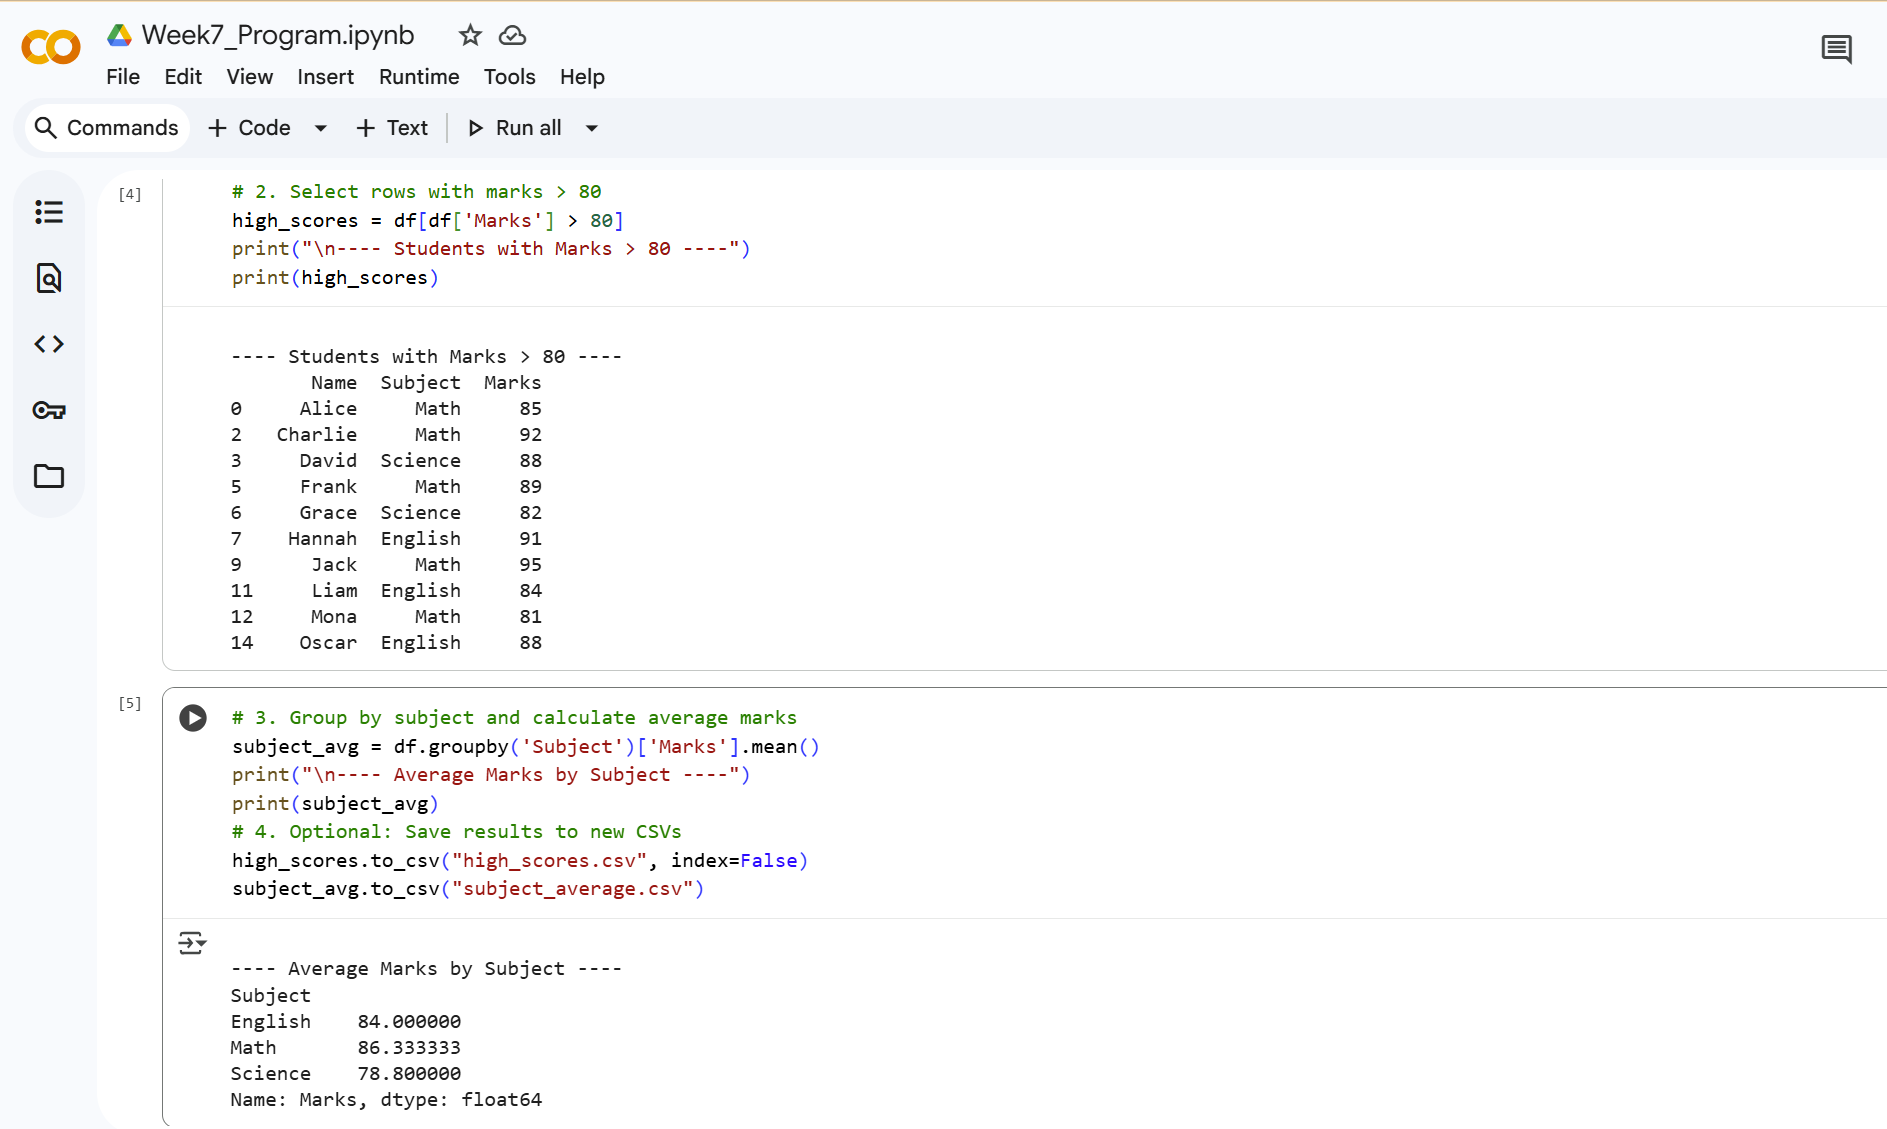 Week7_Program.ipynb
File Edit View Insert Runtime Tools Help
Commands + Code + Text Run all
[4]
# 2. Select rows with marks > 80
high_scores = df[df['Marks'] > 80]
print("\n---- Students with Marks > 80 ----")
print(high_scores)
---- Students with Marks > 80 ----
Name Subject Marks
0 Alice Math 85
2 Charlie Math 92
3 David Science 88
5 Frank Math 89
6 Grace Science 82
7 Hannah English 91
9 Jack Math 95
11 Liam English 84
12 Mona Math 81
14 Oscar English 88
[5]
# 3. Group by subject and calculate average marks
subject_avg = df.groupby('Subject')['Marks'].mean()
print("\n---- Average Marks by Subject ----")
print(subject_avg)
# 4. Optional: Save results to new CSVs
high_scores.to_csv("high_scores.csv", index=False)
subject_avg.to_csv("subject_average.csv")
---- Average Marks by Subject ----
Subject
English 84.000000
Math 86.333333
Science 78.800000
Name: Marks, dtype: float64